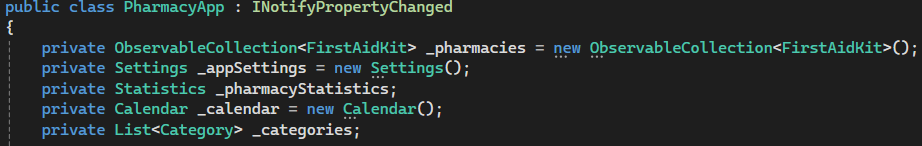 public class PharmacyApp : INotifyPropertyChanged
{
private ObservableCollection<FirstAidKit> _pharmacies = new ObservableCollection<FirstAidKit>();
private Settings _appSettings = new Settings();
private Statistics _pharmacyStatistics;
private Calendar _calendar = new Calendar();
private List<Category> _categories;